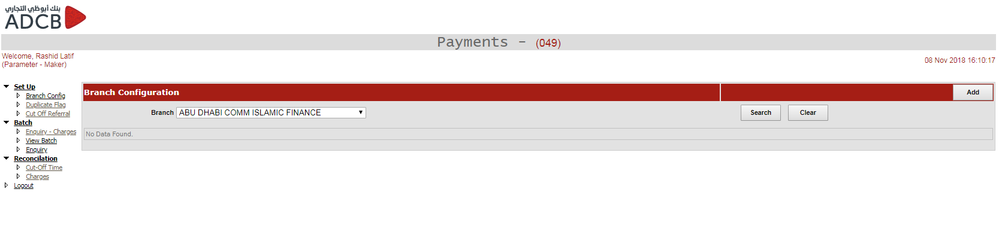 بنك أبوظبي التجاري
ADCB
Payments - (049)
Welcome, Rashid Latif
(Parameter - Maker)
08 Nov 2018 16:10:17
Set Up
Branch Config
Duplicate Flag
Cut Off Referral
Batch
Enquiry - Charges
View Batch
Enquiry
Reconcilation
Cut-Off Time
Charges
Logout
Branch Configuration
Add
Branch ABU DHABI COMM ISLAMIC FINANCE Search Clear
No Data Found.